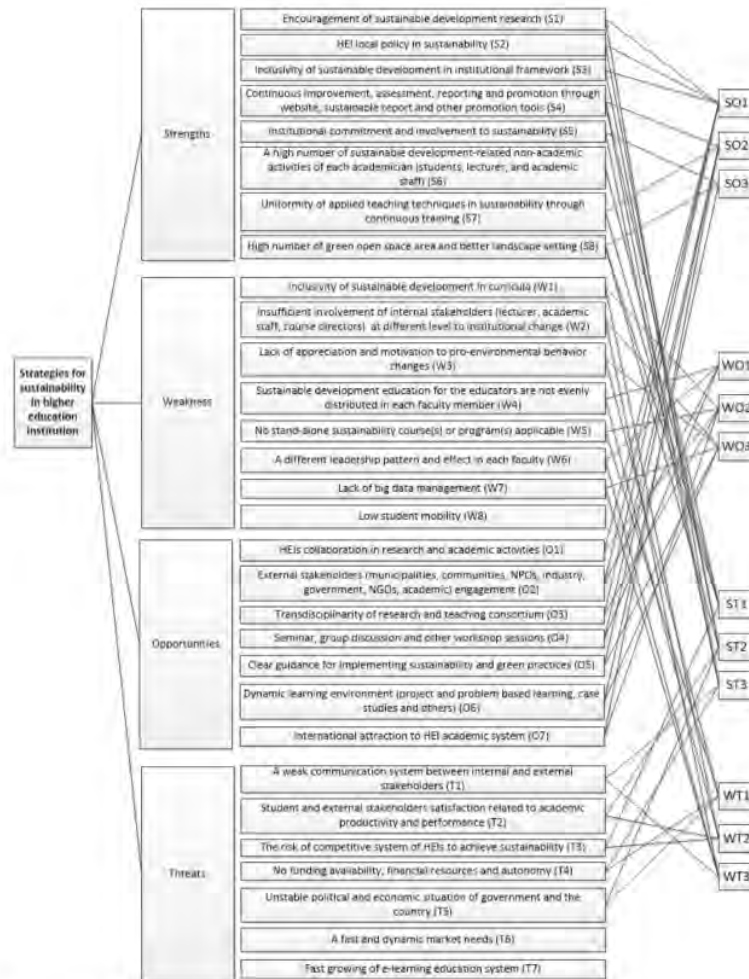 Encouragement of sustainable development research (S1)
HEI local policy in sustainability (S2)
Inclusivity of sustainable development in institutional framework (S3)
Continuous improvement, assessment, reporting and promotion through
website, sustainable report and other promotion tools (S4)
Institutional commitment and involvement to sustainability (S5)
A high number of sustainable development-related non-academic
activities of each academician (students, lecturer, and academic
staff) (S6)
Uniformity of applied teaching techniques in sustainability through
continuous training (S7)
High number of green open space area and better landscape setting (S8)
Strengths
SO1
SO2
SO3
Inclusivity of sustainable development in curricula (W1)
Insufficient involvement of internal stakeholders (lecturer, academic
staff, course directors) at different level to institutional change (W2)
Lack of appreciation and motivation to pro-environmental behavior
changes (W3)
Sustainable development education for the educators are not evenly
distributed in each faculty member (W4)
No stand-alone sustainability course(s) or program(s) applicable (W5)
A different leadership pattern and effect in each faculty (W6)
Lack of big data management (W7)
Low student mobility (W8)
Weakness
WO1
WO2
WO3
Strategies for
sustainability
in higher
education
institution
HEIs collaboration in research and academic activities (O1)
External stakeholders (municipalities, communities, NPOs, industry,
government, NGOs, academic) engagement (O2)
Transdisciplinarity of research and teaching consortium (O3)
Seminar, group discussion and other workshop sessions (O4)
Clear guidance for implementing sustainability and green practices (O5)
Dynamic learning environment (project and problem based learning, case
studies and others) (O6)
International attraction to HEI academic system (O7)
Opportunities
ST1
ST2
ST3
A weak communication system between internal and external
stakeholders (T1)
Student and external stakeholders satisfaction related to academic
productivity and performance (T2)
The risk of competitive system of HEIs to achieve sustainability (T3)
No funding availability, financial resources and autonomy (T4)
Unstable political and economic situation of government and the
country (T5)
A fast and dynamic market needs (T6)
Fast growing of e-learning education system (T7)
Threats
WT1
WT2
WT3